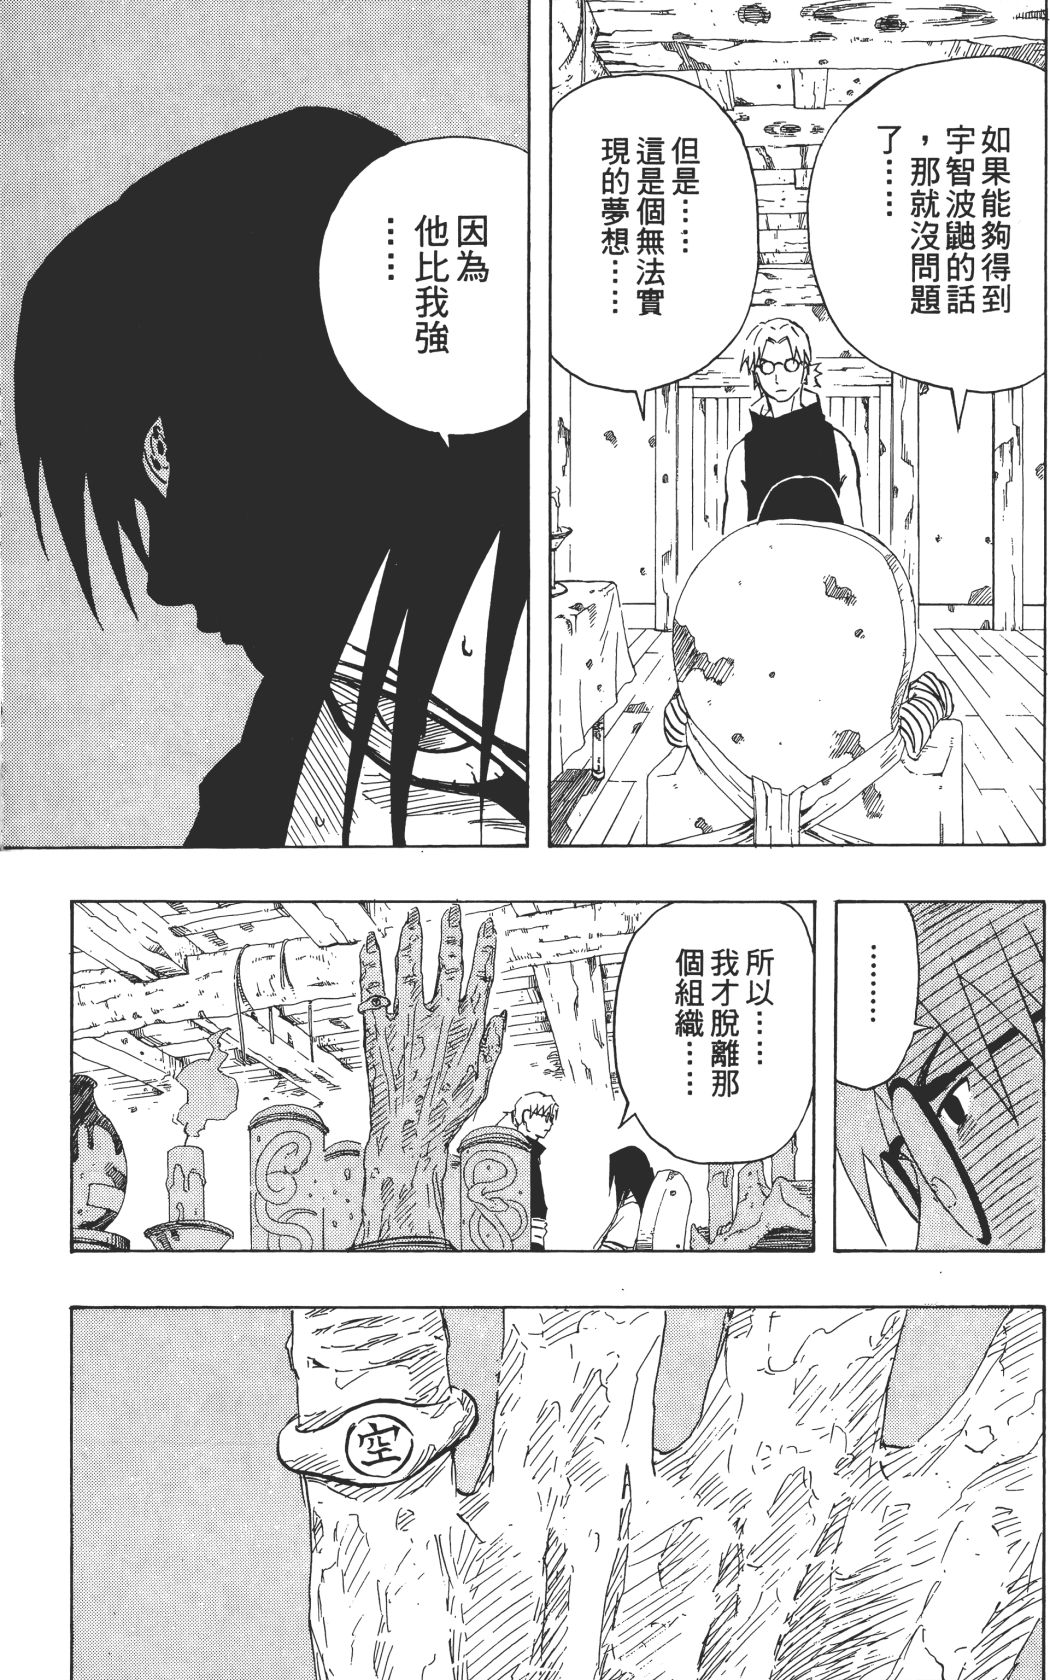 如果能夠得到
宇智波鼬的話
，那就沒問題
了……
但是……
這是個無法實
現的夢想……
因為
他比我強
……
………
所以……
我才脫離那
個組織……
空